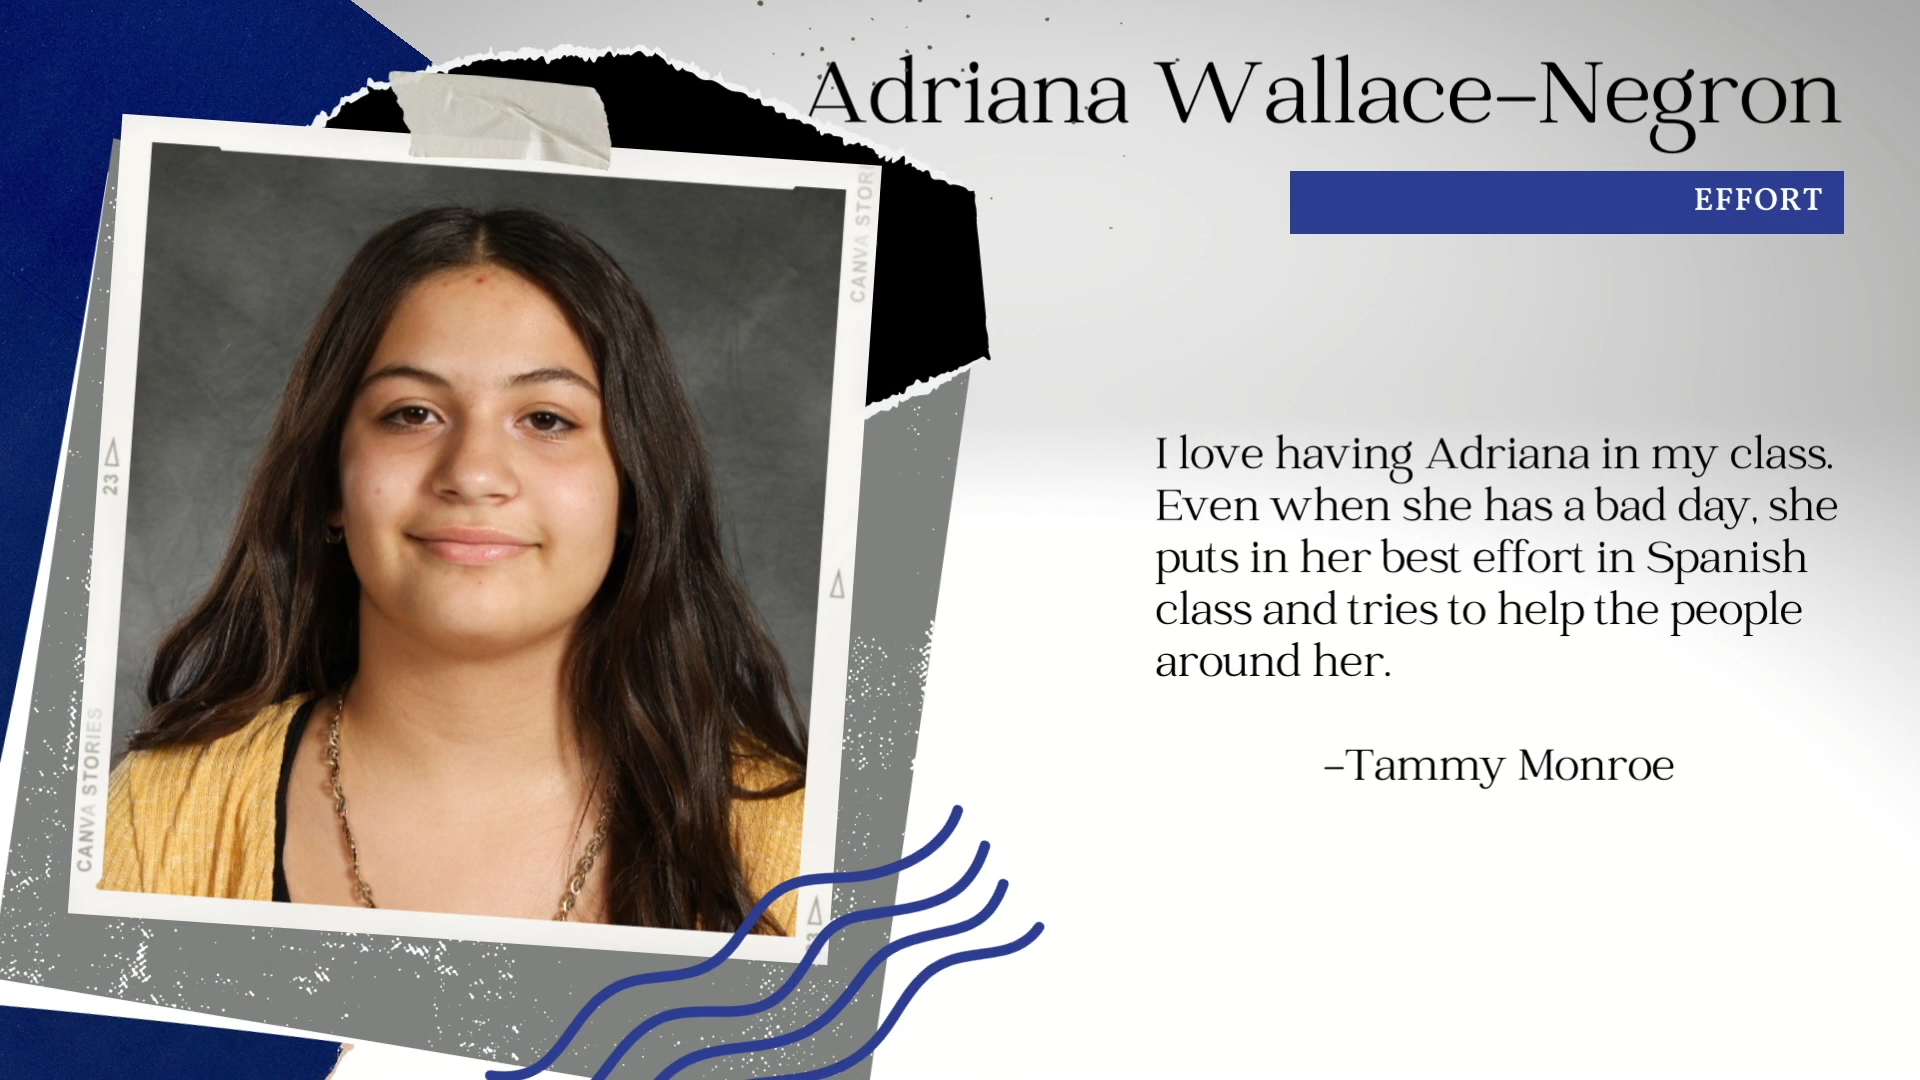 Adriana Wallace-Negron
EFFORT
CANVA STORIES
23
CANVA STORIES
23
I love having Adriana in my class.
Even when she has a bad day, she
puts in her best effort in Spanish
class and tries to help the people
around her.
-Tammy Monroe